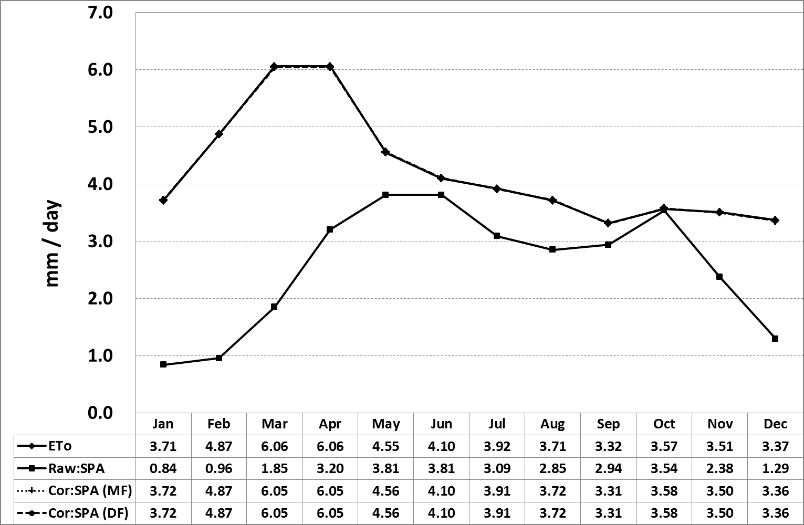 7.0
6.0
5.0
4.0
3.0
2.0
1.0
0.0
mm / day
Jan Feb Mar Apr May Jun Jul Aug Sep Oct Nov Dec
ETo 3.71 4.87 6.06 6.06 4.55 4.10 3.92 3.71 3.32 3.57 3.51 3.37
Raw:SPA 0.84 0.96 1.85 3.20 3.81 3.81 3.09 2.85 2.94 3.54 2.38 1.29
Cor:SPA (MF) 3.72 4.87 6.05 6.05 4.56 4.10 3.91 3.72 3.31 3.58 3.50 3.36
Cor:SPA (DF) 3.72 4.87 6.05 6.05 4.56 4.10 3.91 3.72 3.31 3.58 3.50 3.36